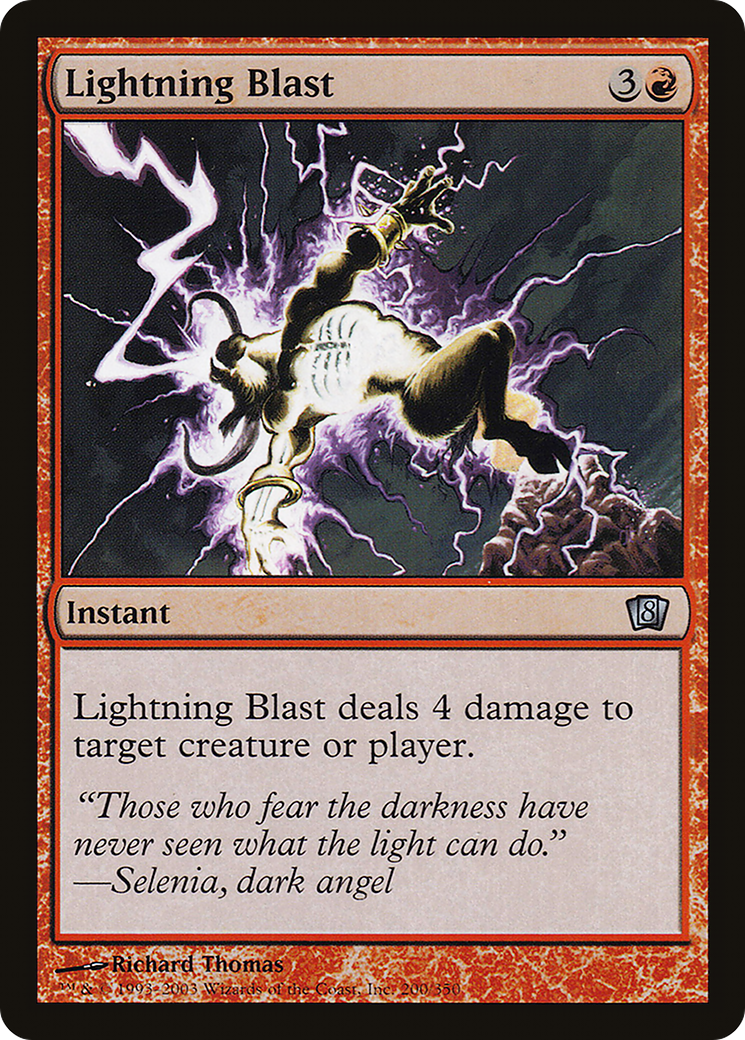 Lightning Blast 3
Instant 8
Lightning Blast deals 4 damage to
target creature or player.
“Those who fear the darkness have
never seen what the light can do.”
—Selenia, dark angel
Richard Thomas
™ & © 1993–2003 Wizards of the Coast, Inc. 200/350